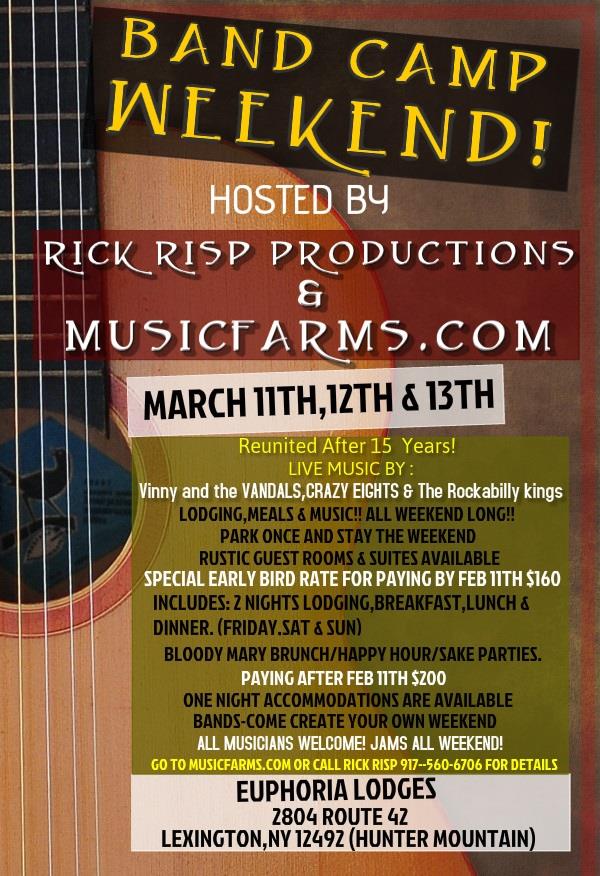 BAND CAMP
WEEKEND!
HOSTED BY
RICK RISP PRODUCTIONS
&
MUSICFARMS.COM
MARCH 11TH,12TH & 13TH
Reunited After 15 Years!
LIVE MUSIC BY :
Vinny and the VANDALS,CRAZY EIGHTS & The Rockabilly kings
LODGING,MEALS & MUSIC!! ALL WEEKEND LONG!!
PARK ONCE AND STAY THE WEEKEND
RUSTIC GUEST ROOMS & SUITES AVAILABLE
SPECIAL EARLY BIRD RATE FOR PAYING BY FEB 11TH $160
INCLUDES: 2 NIGHTS LODGING,BREAKFAST,LUNCH &
DINNER. (FRIDAY.SAT & SUN)
BLOODY MARY BRUNCH/HAPPY HOUR/SAKE PARTIES.
PAYING AFTER FEB 11TH $200
ONE NIGHT ACCOMMODATIONS ARE AVAILABLE
BANDS-COME CREATE YOUR OWN WEEKEND
ALL MUSICIANS WELCOME! JAMS ALL WEEKEND!
GO TO MUSICFARMS.COM OR CALL RICK RISP 917--560-6706 FOR DETAILS
EUPHORIA LODGES
2804 ROUTE 42
LEXINGTON,NY 12492 (HUNTER MOUNTAIN)